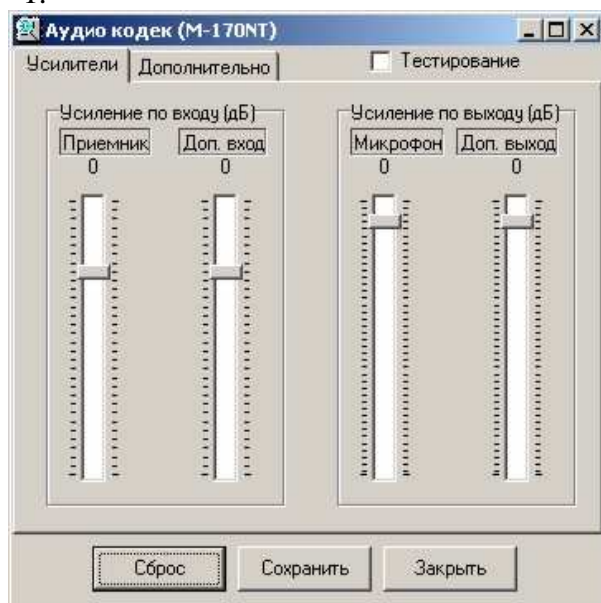 1.
Аудио кодек (М-170NT)
Усилители Дополнительно Тестирование
Усиление по входу (дБ) Усиление по выходу (дБ)
Приемник Доп. вход Микрофон Доп. выход
0 0 0 0
Сброс Сохранить Закрыть